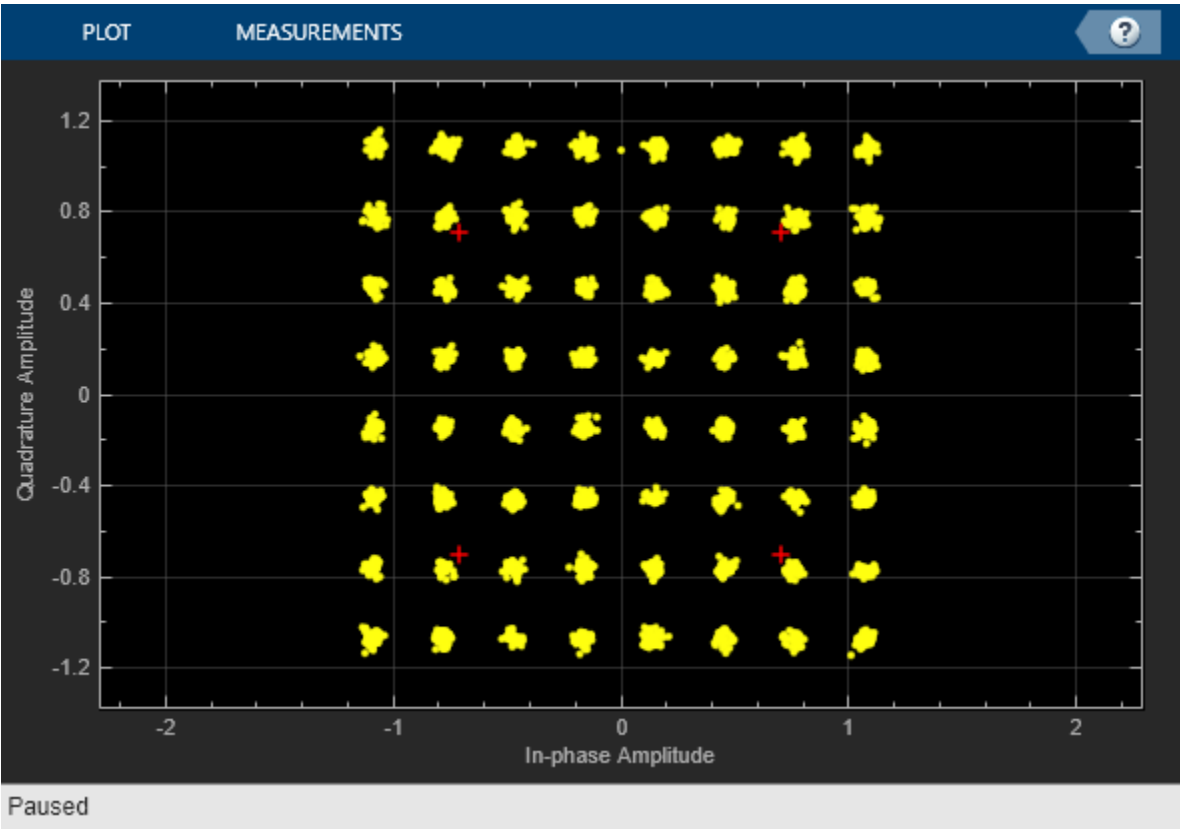 PLOT MEASUREMENTS ?
1.2
0.8
0.4
0
-0.4
-0.8
-1.2
Quadrature Amplitude
-2 -1 0 1 2
In-phase Amplitude
Paused